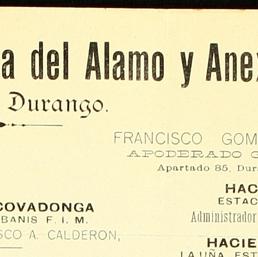 a del Alamo y Anex
Durango.
FRANCISCO GOM
APODERADO G
Apartado 85, Dur
HAC
ESTAC
COVADONGA
Administrador
BANIS F. I. M.
SCO A. CALDERON,
HACIE
LA UÑA, EST